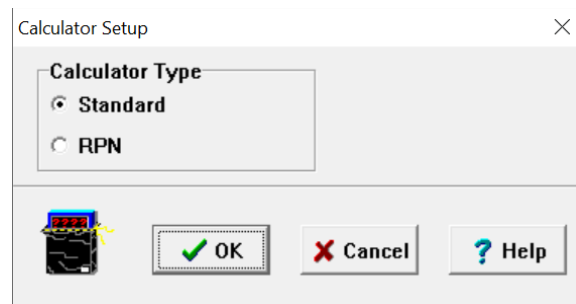 Calculator Setup
Calculator Type
Standard
RPN
????
OK
Cancel
? Help